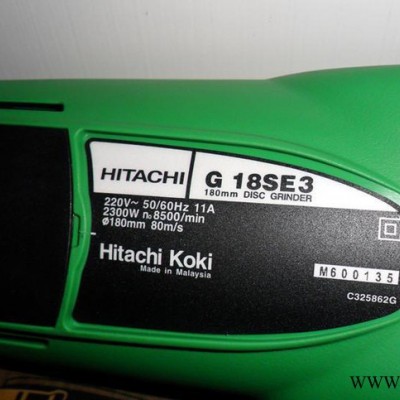 HITACHI
G 18SE3
180mm DISC GRINDER
220V~ 50/60Hz 11A
2300W n₀8500/min
Ø180mm 80m/s
Hitachi Koki
Made in Malaysia
M600135
C325862G
www.